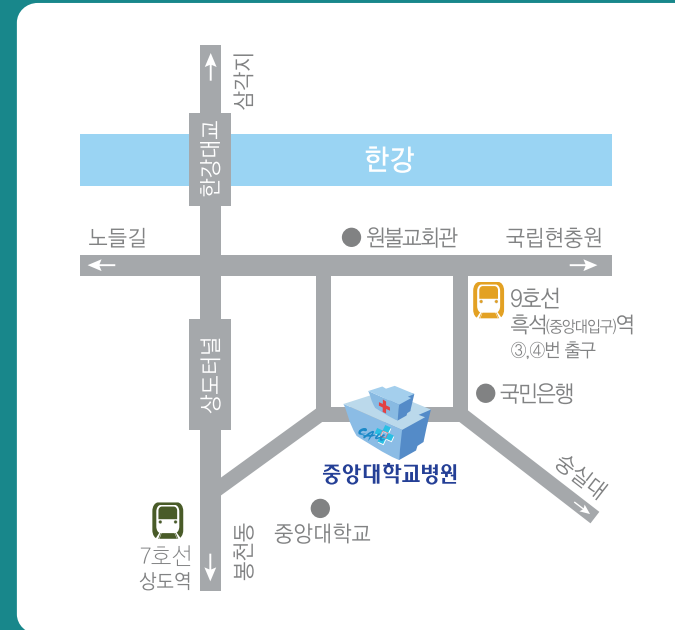 삼각지
한강대교
한강
노들길
원불교회관
국립현충원
9호선
흑석(중앙대입구)역
③,④번 출구
상도터널
국민은행
CAU
중앙대학교병원
숭실대
7호선
상도역
봉천동
중앙대학교